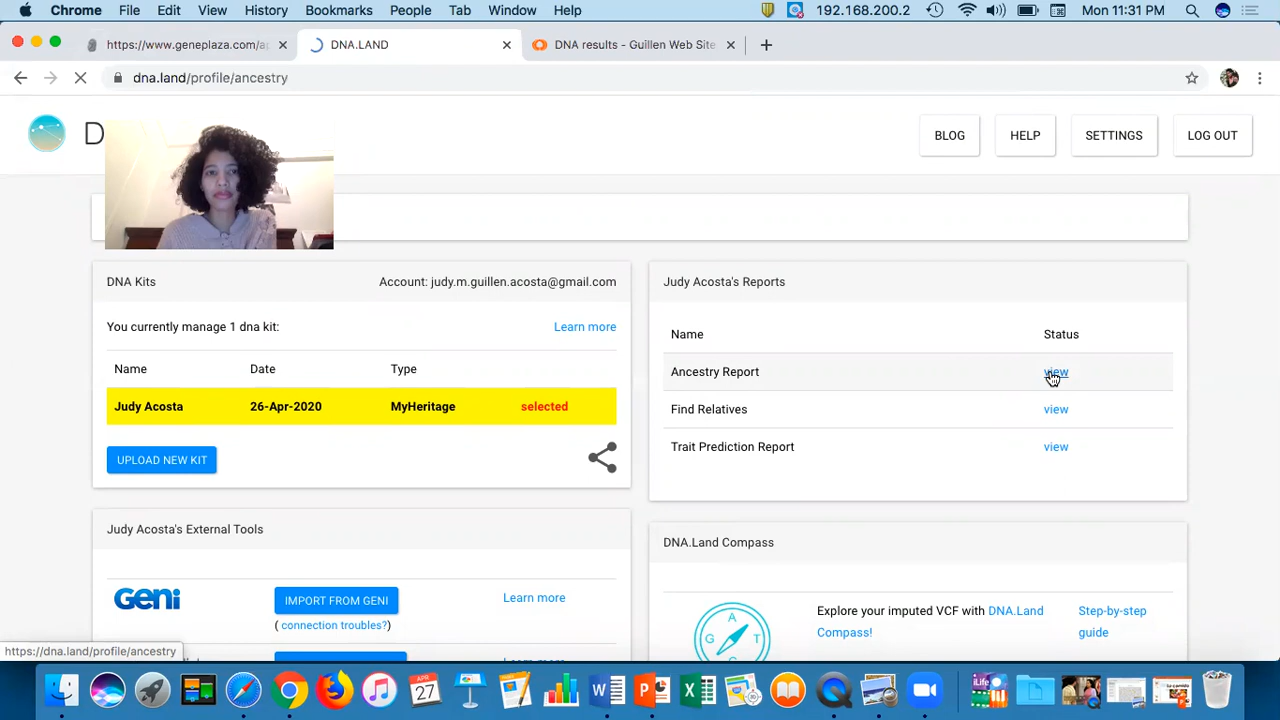 Chrome File Edit View History Bookmarks People Tab Window Help 192.168.200.2 Mon 11:31 PM
https://www.geneplaza.com/a DNA.LAND DNA results - Guillen Web Site
dna.land/profile/ancestry
D BLOG HELP SETTINGS LOG OUT
DNA Kits Account: judy.m.guillen.acosta@gmail.com
You currently manage 1 dna kit: Learn more
Name Date Type
Judy Acosta 26-Apr-2020 MyHeritage selected
UPLOAD NEW KIT
Judy Acosta's Reports
Name Status
Ancestry Report view
Find Relatives view
Trait Prediction Report view
Judy Acosta's External Tools
Geni IMPORT FROM GENI Learn more
( connection troubles?)
DNA.Land Compass
A
G T
Explore your imputed VCF with DNA.Land
Compass!
Step-by-step
guide
https://dna.land/profile/ancestry
APR
27